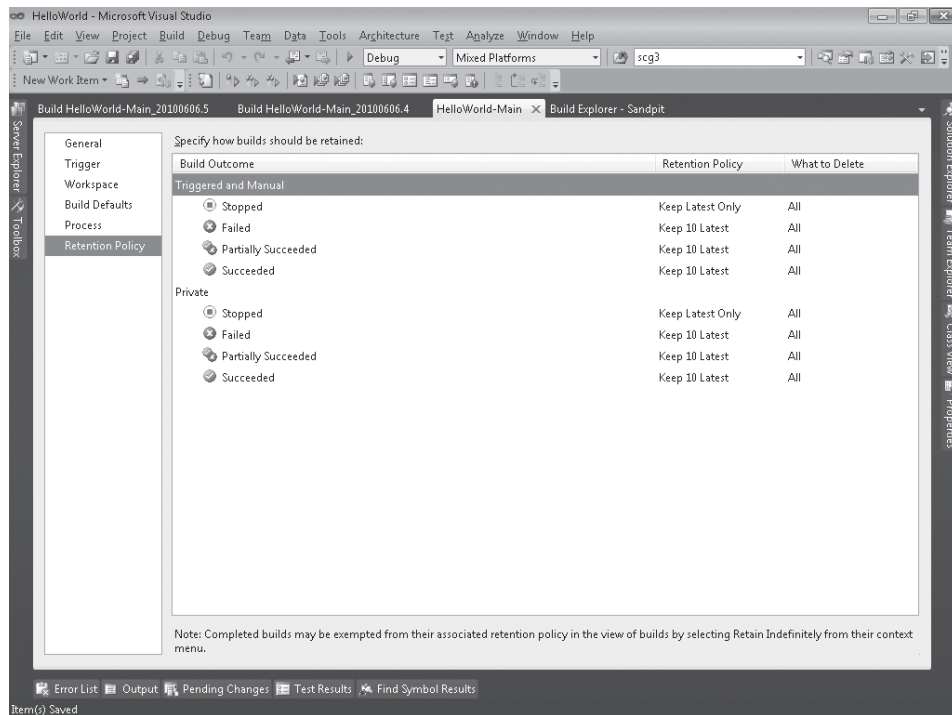 HelloWorld - Microsoft Visual Studio
File Edit View Project Build Debug Team Data Tools Architecture Test Analyze Window Help
Debug Mixed Platforms scg3
New Work Item
Build HelloWorld-Main_20100606.5 Build HelloWorld-Main_20100606.4 HelloWorld-Main Build Explorer - Sandpit
Server Explorer
Toolbox
General
Trigger
Workspace
Build Defaults
Process
Retention Policy
Specify how builds should be retained:
Build Outcome Retention Policy What to Delete
Triggered and Manual
Stopped Keep Latest Only All
Failed Keep 10 Latest All
Partially Succeeded Keep 10 Latest All
Succeeded Keep 10 Latest All
Private
Stopped Keep Latest Only All
Failed Keep 10 Latest All
Partially Succeeded Keep 10 Latest All
Succeeded Keep 10 Latest All
Note: Completed builds may be exempted from their associated retention policy in the view of builds by selecting Retain Indefinitely from their context
menu.
Solution Explorer
Team Explorer
Class View
Properties
Error List Output Pending Changes Test Results Find Symbol Results
Item(s) Saved